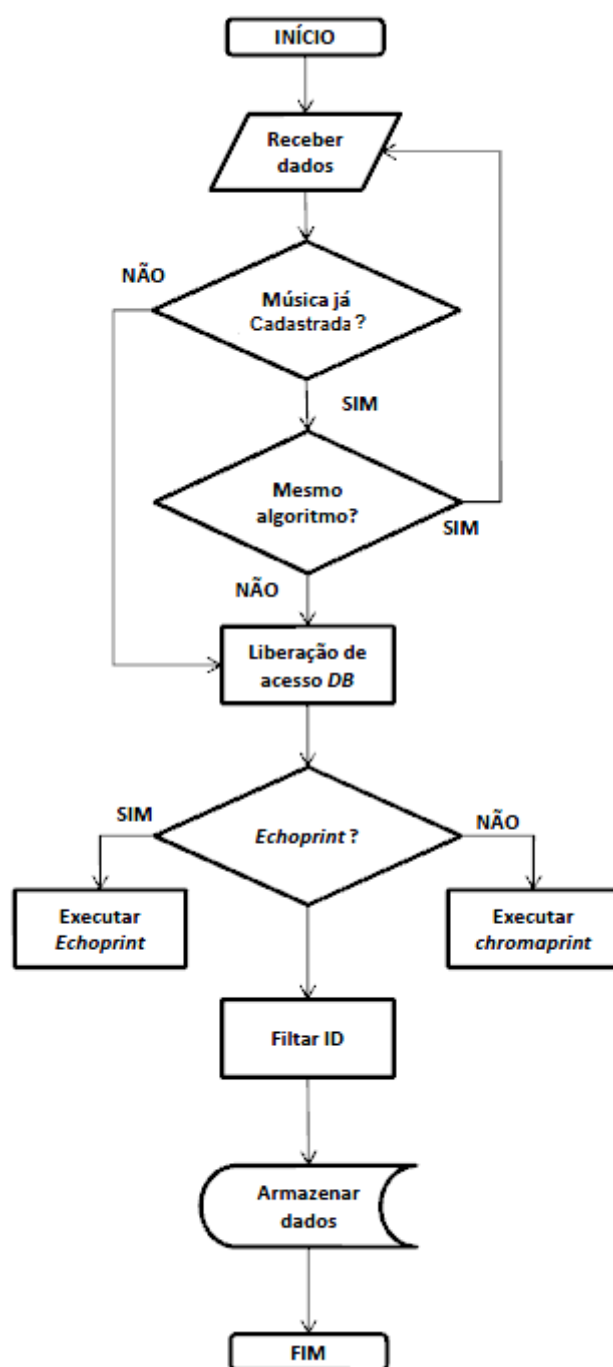 INÍCIO
Receber
dados
NÃO
Música já
Cadastrada?
SIM
Mesmo
algoritmo?
SIM
NÃO
Liberação de
acesso DB
SIM
Echoprint?
NÃO
Executar
Echoprint
Executar
chromaprint
Filtar ID
Armazenar
dados
FIM